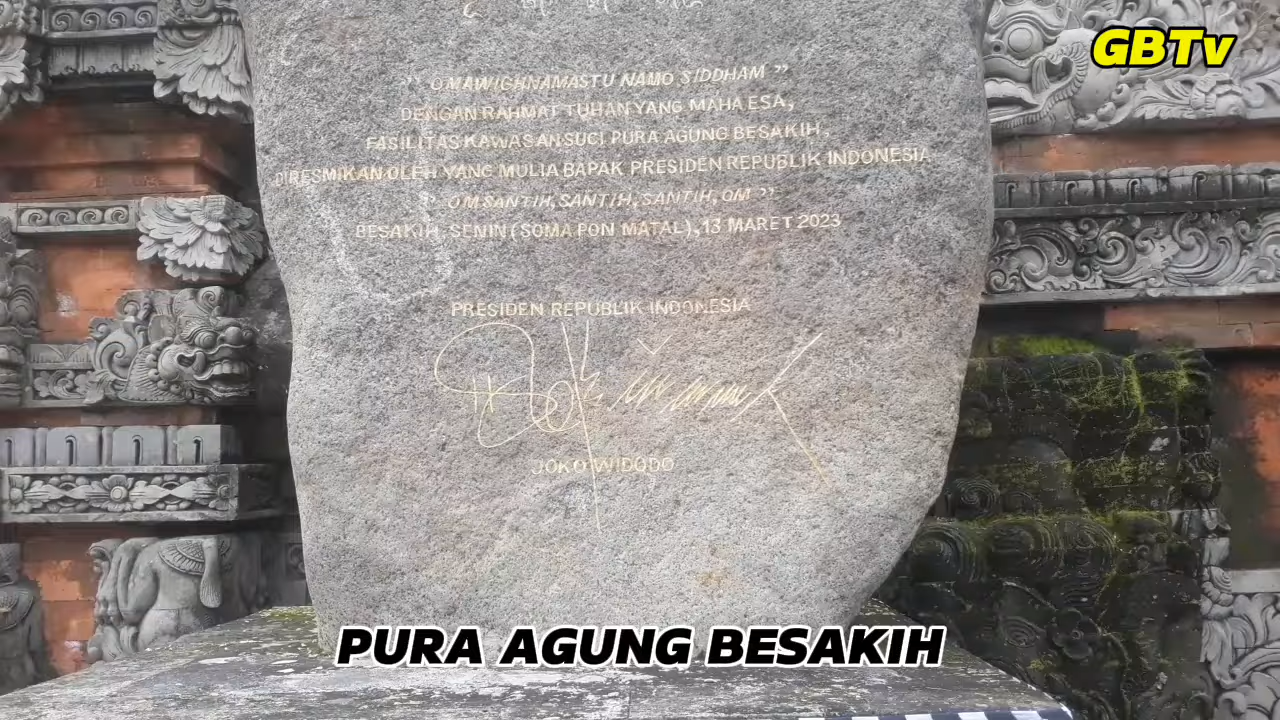 GBTv
" OM AWIGHNAMASTU NAMO SIDDHAM "
DENGAN RAHMAT TUHAN YANG MAHA ESA,
FASILITAS KAWASAN SUCI PURA AGUNG BESAKIH,
DIRESMIKAN OLEH YANG MULIA BAPAK PRESIDEN REPUBLIK INDONESIA
" OM SANTIH, SANTIH, SANTIH, OM "
BESAKIH, SENIN (SOMA PON MATAL), 13 MARET 2023
PRESIDEN REPUBLIK INDONESIA
JOKO WIDODO
PURA AGUNG BESAKIH